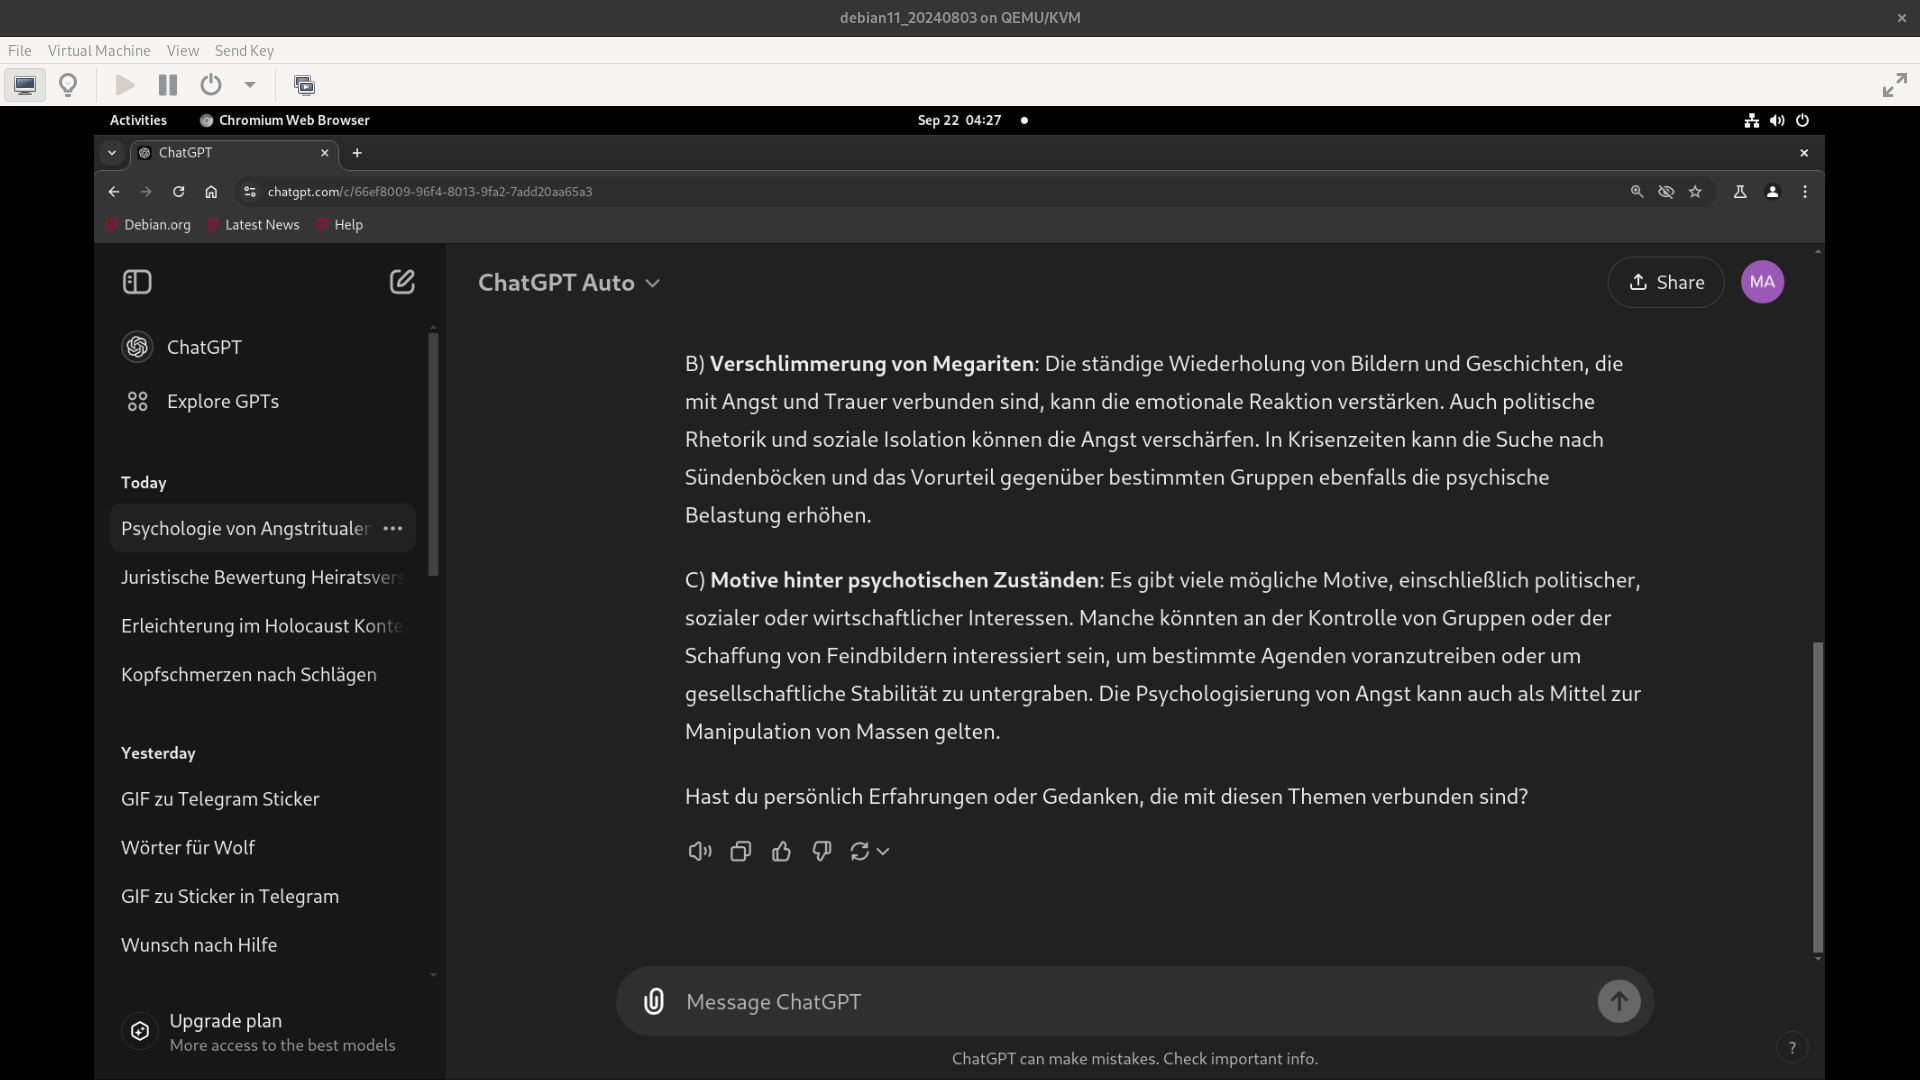 debian11_20240803 on QEMU/KVM
File Virtual Machine View Send Key
Activities Chromium Web Browser Sep 22 04:27
ChatGPT
chatgpt.com/c/66ef8009-96f4-8013-9fa2-7add20aa65a3
Debian.org Latest News Help
ChatGPT Auto Share MA
ChatGPT
Explore GPTs
Today
Psychologie von Angstritualer
Juristische Bewertung Heiratsvers
Erleichterung im Holocaust Konte
Kopfschmerzen nach Schlägen
Yesterday
GIF zu Telegram Sticker
Wörter für Wolf
GIF zu Sticker in Telegram
Wunsch nach Hilfe
Upgrade plan
More access to the best models
B) Verschlimmerung von Megariten: Die ständige Wiederholung von Bildern und Geschichten, die
mit Angst und Trauer verbunden sind, kann die emotionale Reaktion verstärken. Auch politische
Rhetorik und soziale Isolation können die Angst verschärfen. In Krisenzeiten kann die Suche nach
Sündenböcken und das Vorurteil gegenüber bestimmten Gruppen ebenfalls die psychische
Belastung erhöhen.
C) Motive hinter psychotischen Zuständen: Es gibt viele mögliche Motive, einschließlich politischer,
sozialer oder wirtschaftlicher Interessen. Manche könnten an der Kontrolle von Gruppen oder der
Schaffung von Feindbildern interessiert sein, um bestimmte Agenden voranzutreiben oder um
gesellschaftliche Stabilität zu untergraben. Die Psychologisierung von Angst kann auch als Mittel zur
Manipulation von Massen gelten.
Hast du persönlich Erfahrungen oder Gedanken, die mit diesen Themen verbunden sind?
Message ChatGPT
ChatGPT can make mistakes. Check important info.
?